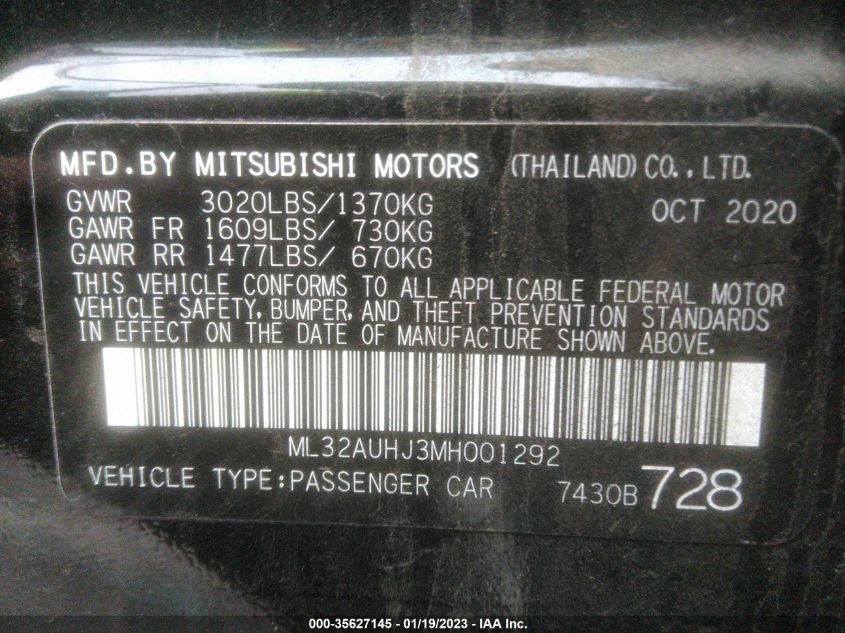 MFD.BY MITSUBISHI MOTORS (THAILAND) CO., LTD.
GVWR 3020LBS/1370KG OCT 2020
GAWR FR 1609LBS/ 730KG
GAWR RR 1477LBS/ 670KG
THIS VEHICLE CONFORMS TO ALL APPLICABLE FEDERAL MOTOR
VEHICLE SAFETY, BUMPER, AND THEFT PREVENTION STANDARDS
IN EFFECT ON THE DATE OF MANUFACTURE SHOWN ABOVE.
ML32AUHJ3MH001292
VEHICLE TYPE:PASSENGER CAR 7430B 728
000-35627145 - 01/19/2023 - IAA Inc.